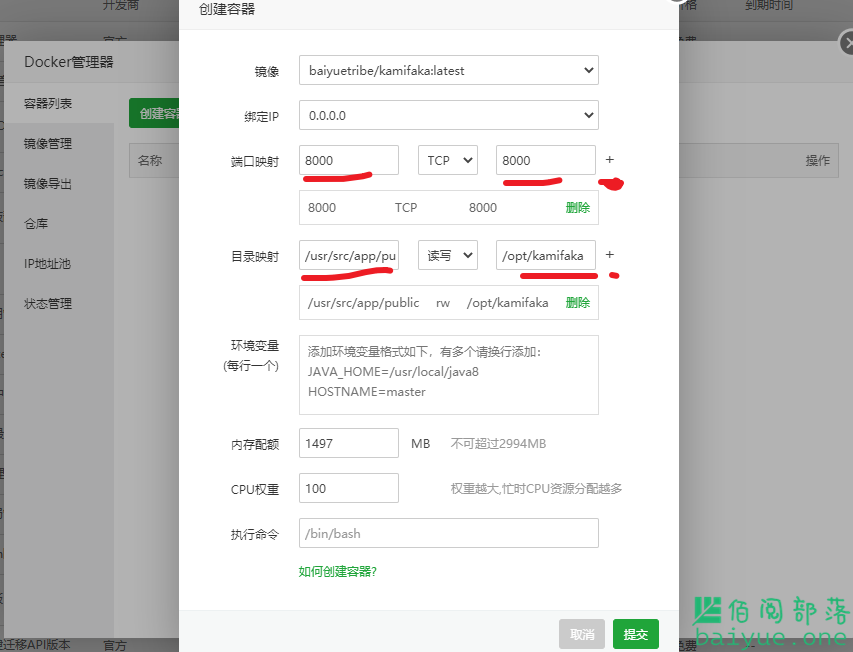 开发商
到期时间
创建容器
Docker管理器
容器列表
镜像管理
镜像导出
仓库
IP地址池
状态管理
创建容器
名称
操作
镜像 baiyuetribe/kamifaka:latest
绑定IP 0.0.0.0
端口映射 8000 TCP 8000 +
8000 TCP 8000 删除
目录映射 /usr/src/app/pu 读写 /opt/kamifaka +
/usr/src/app/public rw /opt/kamifaka 删除
环境变量
(每行一个)
添加环境变量格式如下，有多个请换行添加：
JAVA_HOME=/usr/local/java8
HOSTNAME=master
内存配额 1497 MB 不可超过2994MB
CPU权重 100 权重越大,忙时CPU资源分配越多
执行命令 /bin/bash
如何创建容器?
取消 提交
佰阅部落
baiyue.one
迁移API版本 官方